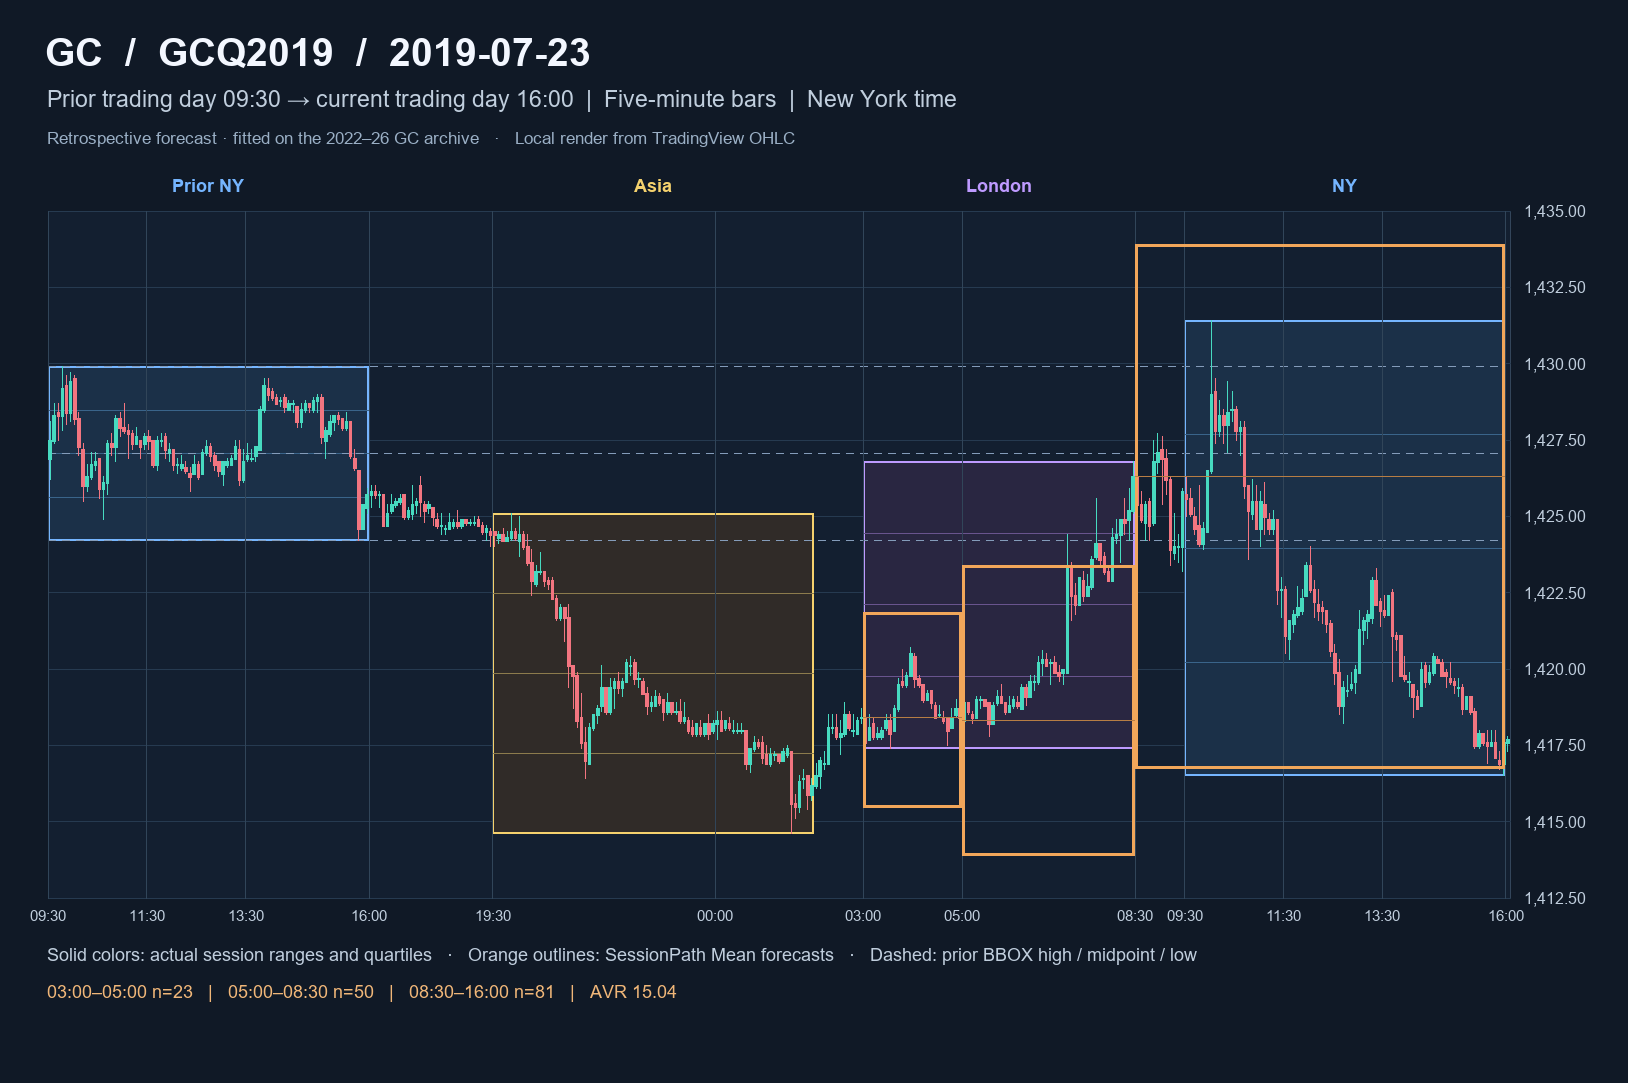 GC / GCQ2019 / 2019-07-23
Prior trading day 09:30 → current trading day 16:00 | Five-minute bars | New York time
Retrospective forecast · fitted on the 2022–26 GC archive · Local render from TradingView OHLC
Prior NY Asia London NY
1,435.00
1,432.50
1,430.00
1,427.50
1,425.00
1,422.50
1,420.00
1,417.50
1,415.00
1,412.50
09:30 11:30 13:30 16:00 19:30 00:00 03:00 05:00 08:30 09:30 11:30 13:30 16:00
Solid colors: actual session ranges and quartiles · Orange outlines: SessionPath Mean forecasts · Dashed: prior BBOX high / midpoint / low
03:00–05:00 n=23 | 05:00–08:30 n=50 | 08:30–16:00 n=81 | AVR 15.04